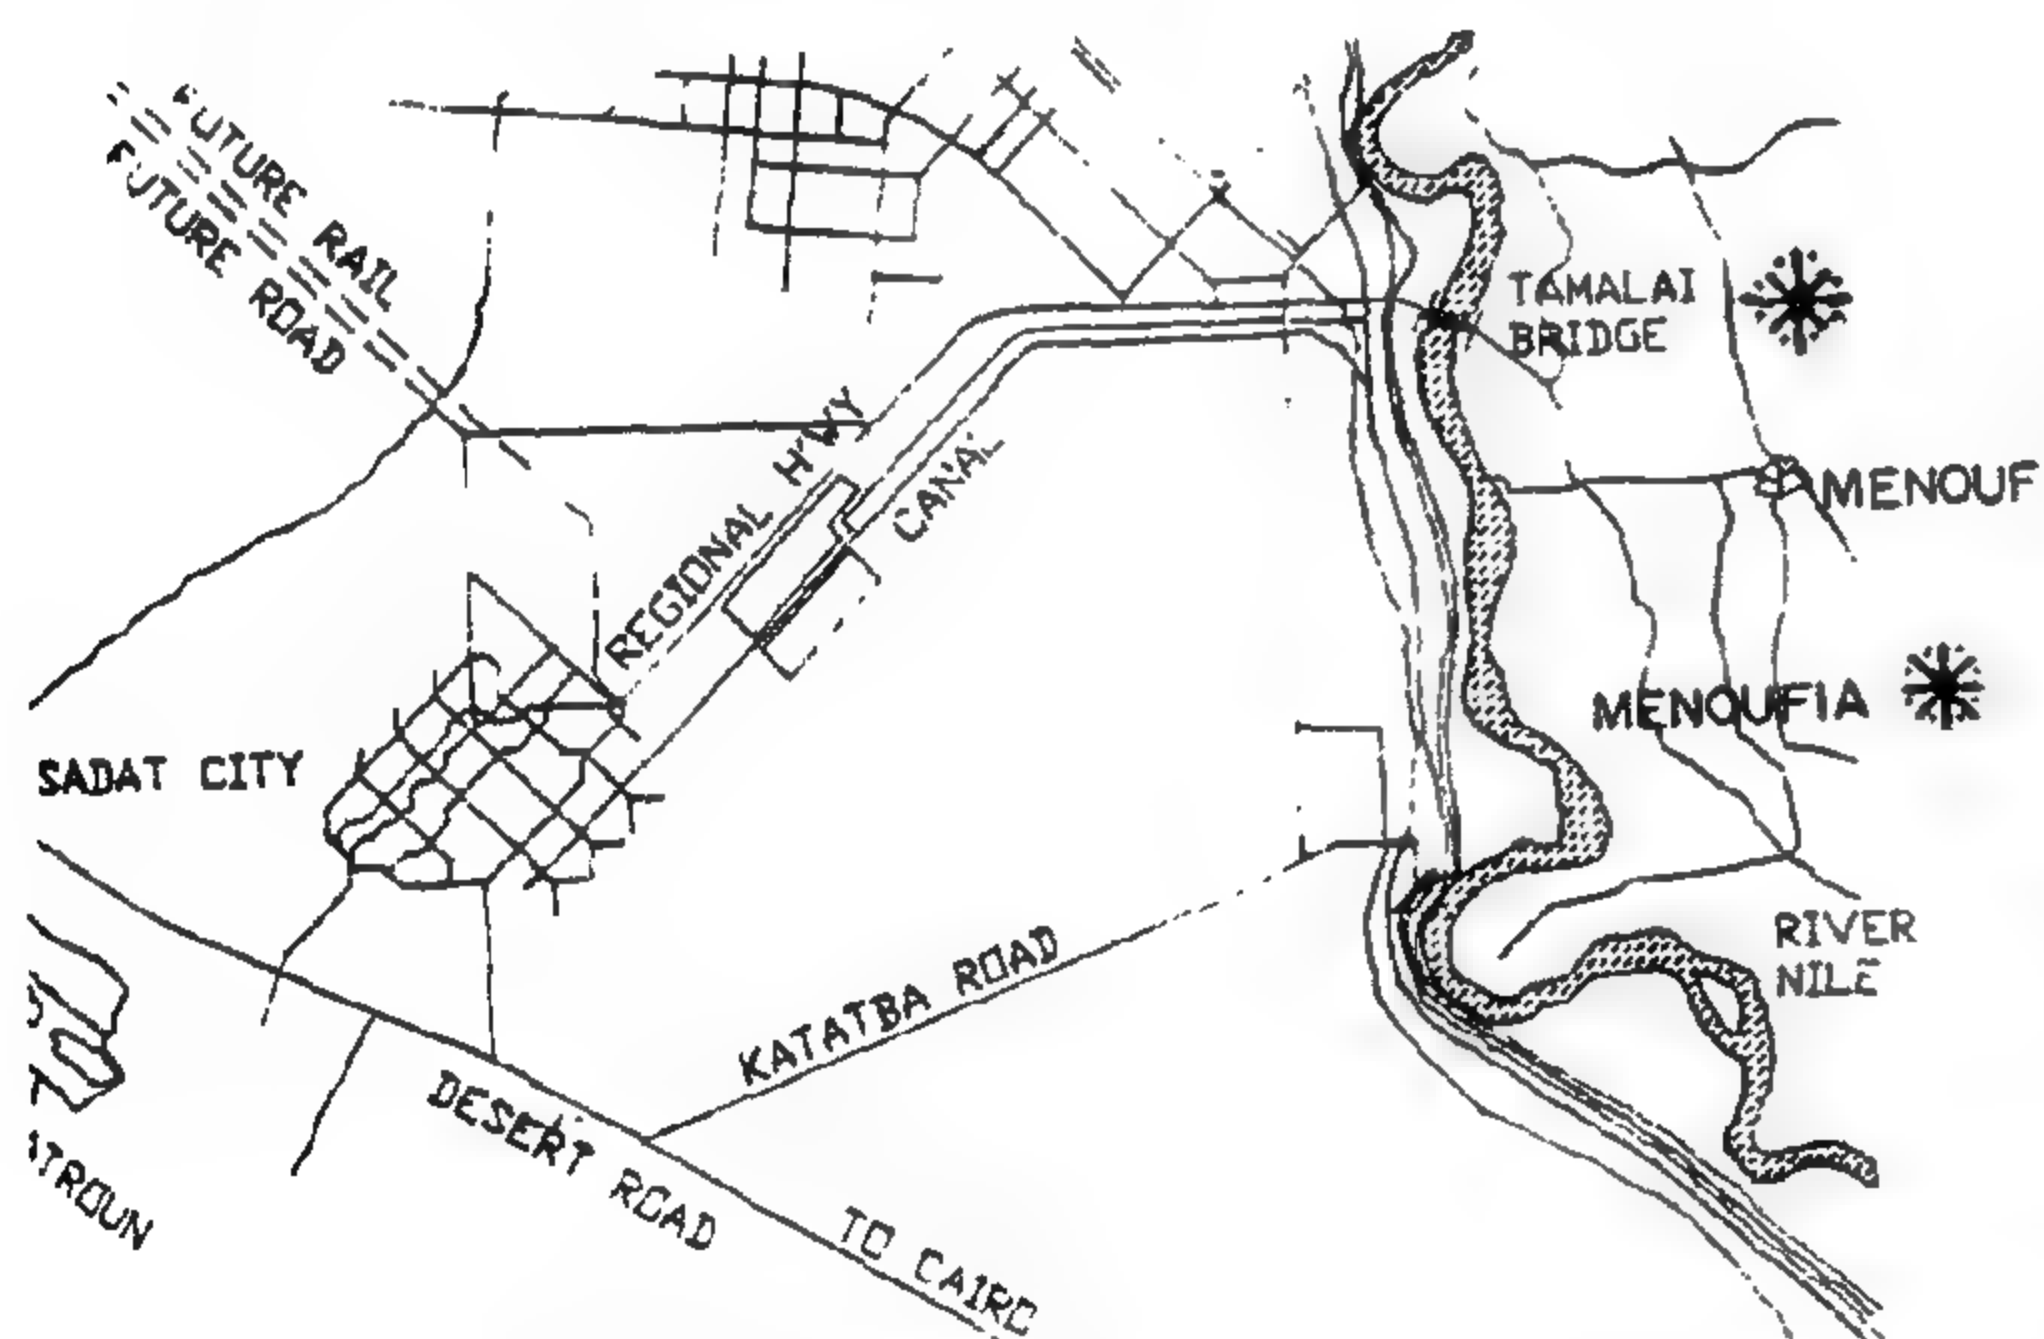 FUTURE RAIL
FUTURE ROAD
TAMALAI
BRIDGE
REGIONAL H'WY
CANAL
MENOUF
MENOUFIA
SADAT CITY
RIVER
NILE
KATATBA ROAD
DESERT ROAD
TO CAIRO
ATROUN